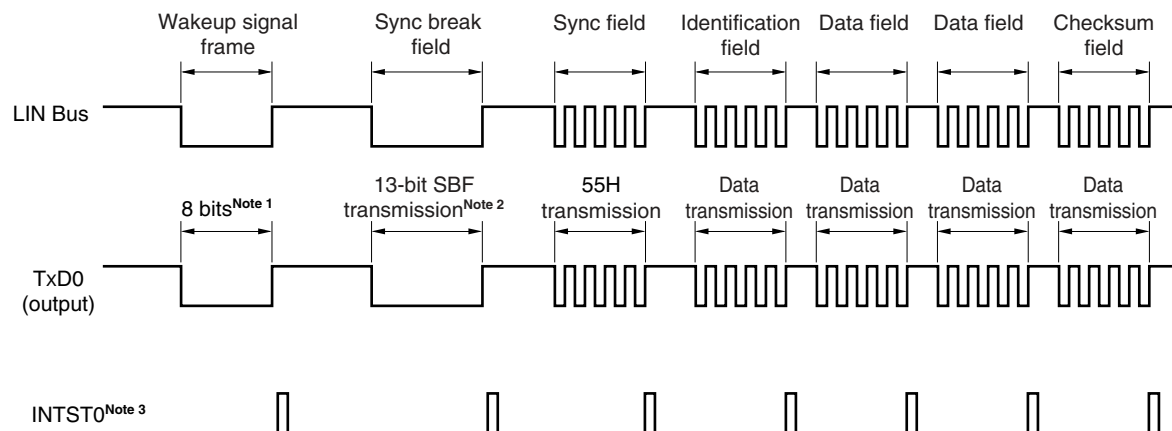 Wakeup signal frame
Sync break field
Sync field
Identification field
Data field
Data field
Checksum field
LIN Bus
8 bitsNote 1
13-bit SBF transmissionNote 2
55H transmission
Data transmission
Data transmission
Data transmission
Data transmission
TxD0 (output)
INTST0Note 3